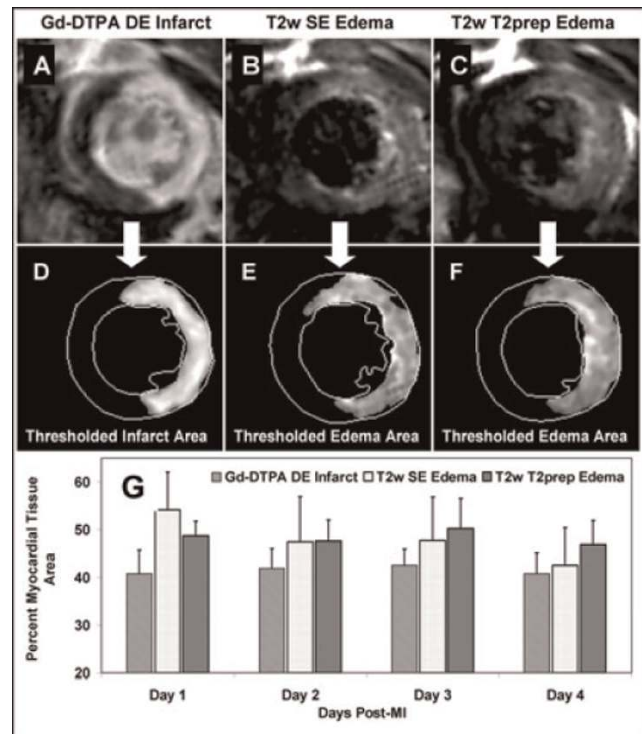 Gd-DTPA DE Infarct T2w SE Edema T2w T2prep Edema
A B C
D E F
Thresholded Infarct Area Thresholded Edema Area Thresholded Edema Area
G
Gd-DTPA DE Infarct T2w SE Edema T2w T2prep Edema
Percent Myocardial Tissue
Area
60
50
40
30
20
Day 1 Day 2 Day 3 Day 4
Days Post-MI